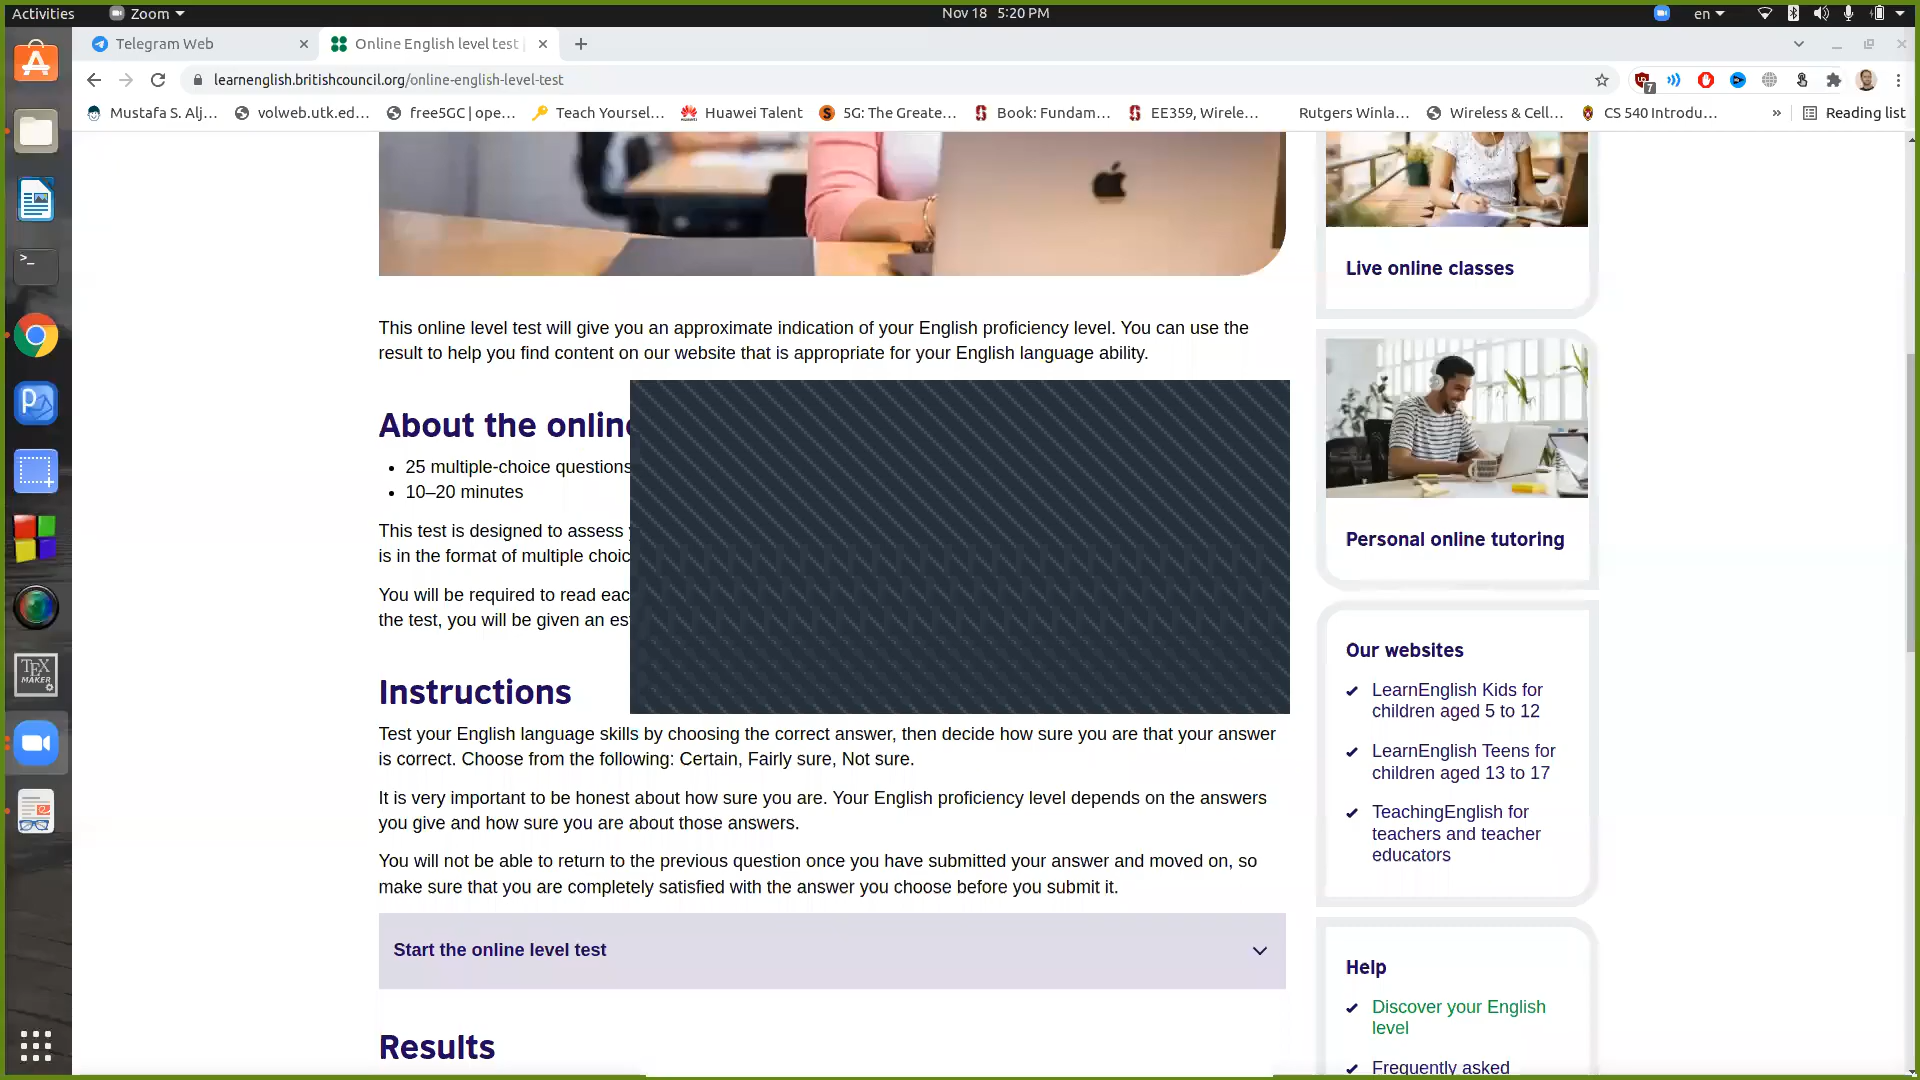 Activities
Zoom
Nov 18 5:20 PM
en
Telegram Web
Online English level test
learnenglish.britishcouncil.org/online-english-level-test
7
Mustafa S. Alj...
volweb.utk.ed...
free5GC | ope...
Teach Yoursel...
Huawei Talent
5G: The Greate...
Book: Fundam...
EE359, Wirele...
Rutgers Winla...
Wireless & Cell...
CS 540 Introdu...
»
Reading list
Live online classes
This online level test will give you an approximate indication of your English proficiency level. You can use the
result to help you find content on our website that is appropriate for your English language ability.
About the online
25 multiple-choice questions
10–20 minutes
This test is designed to assess
is in the format of multiple choic
You will be required to read eac
the test, you will be given an es
Personal online tutoring
Instructions
Test your English language skills by choosing the correct answer, then decide how sure you are that your answer
is correct. Choose from the following: Certain, Fairly sure, Not sure.
It is very important to be honest about how sure you are. Your English proficiency level depends on the answers
you give and how sure you are about those answers.
You will not be able to return to the previous question once you have submitted your answer and moved on, so
make sure that you are completely satisfied with the answer you choose before you submit it.
Start the online level test
Results
Our websites
LearnEnglish Kids for
children aged 5 to 12
LearnEnglish Teens for
children aged 13 to 17
TeachingEnglish for
teachers and teacher
educators
Help
Discover your English
level
Frequently asked
TEX
MAKER